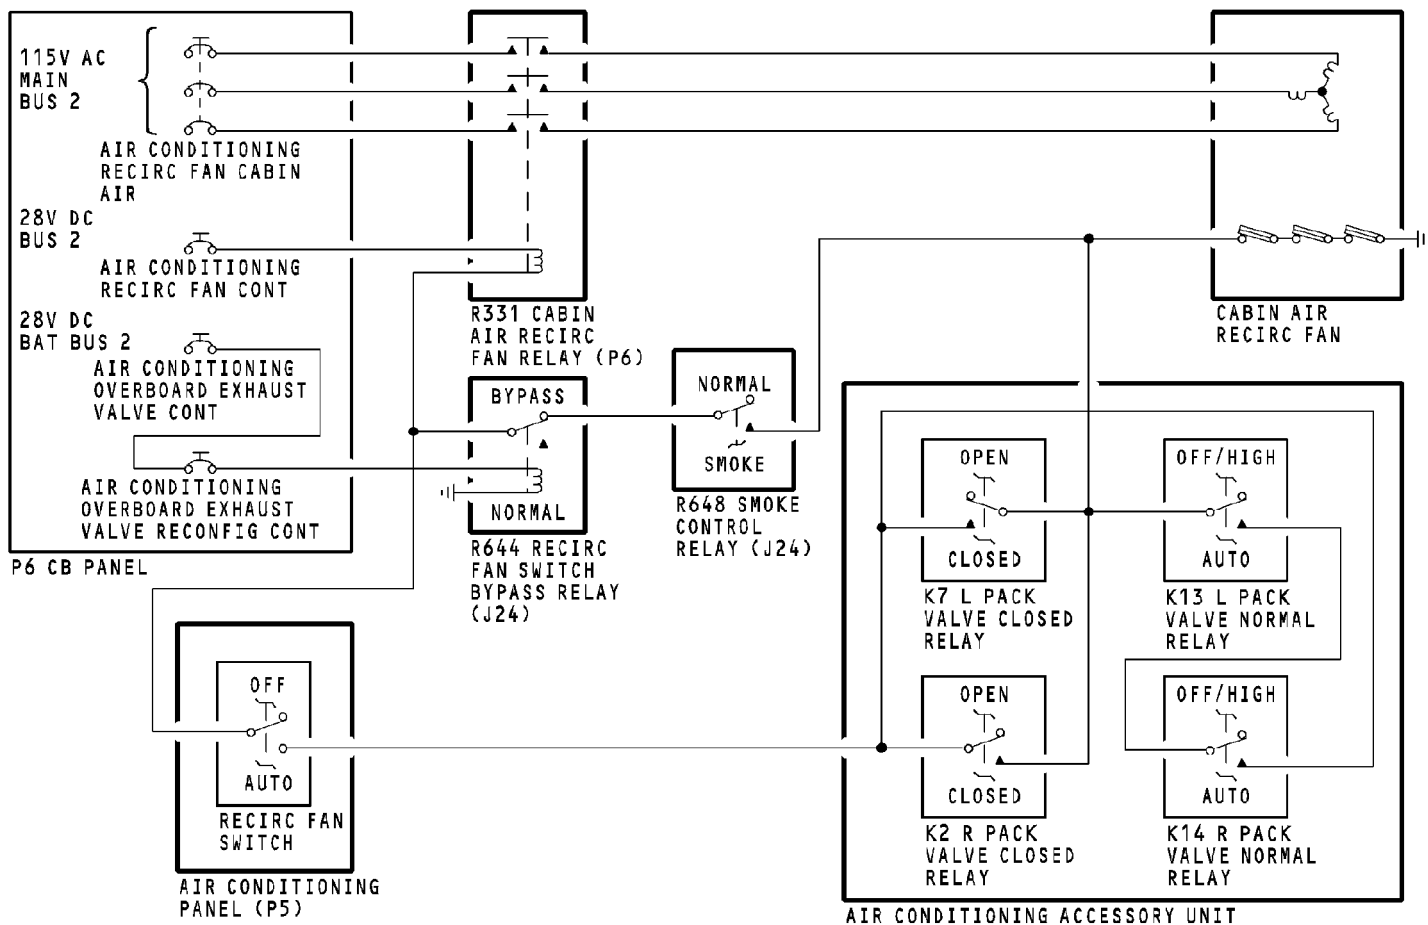 115V AC
MAIN
BUS 2
AIR CONDITIONING
RECIRC FAN CABIN
AIR
28V DC
BUS 2
AIR CONDITIONING
RECIRC FAN CONT
28V DC
BAT BUS 2
AIR CONDITIONING
OVERBOARD EXHAUST
VALVE CONT
AIR CONDITIONING
OVERBOARD EXHAUST
VALVE RECONFIG CONT
P6 CB PANEL
R331 CABIN
AIR RECIRC
FAN RELAY (P6)
BYPASS
NORMAL
R644 RECIRC
FAN SWITCH
BYPASS RELAY
(J24)
NORMAL
SMOKE
R648 SMOKE
CONTROL
RELAY (J24)
CABIN AIR
RECIRC FAN
OFF
AUTO
RECIRC FAN
SWITCH
AIR CONDITIONING
PANEL (P5)
OPEN
CLOSED
K7 L PACK
VALVE CLOSED
RELAY
OFF/HIGH
AUTO
K13 L PACK
VALVE NORMAL
RELAY
OPEN
CLOSED
K2 R PACK
VALVE CLOSED
RELAY
OFF/HIGH
AUTO
K14 R PACK
VALVE NORMAL
RELAY
AIR CONDITIONING ACCESSORY UNIT